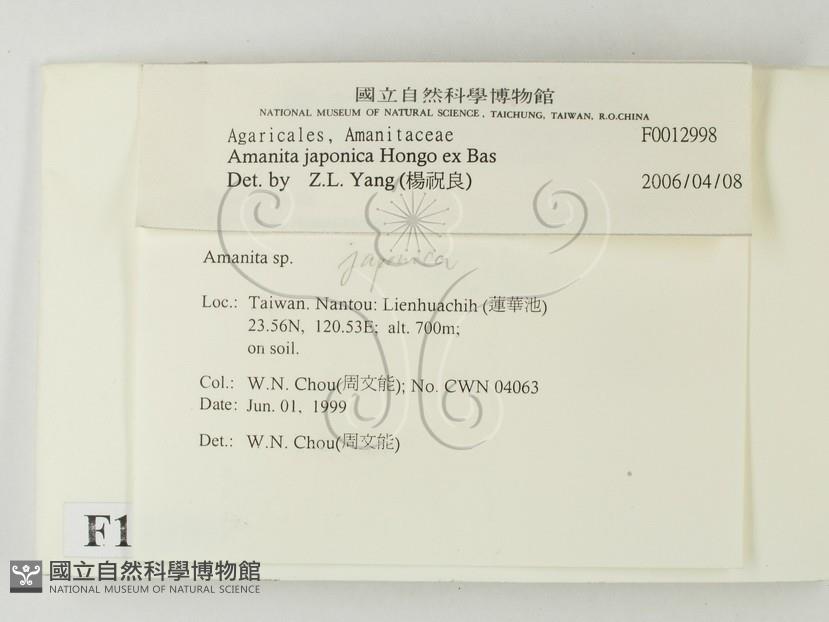 國立自然科學博物館
NATIONAL MUSEUM OF NATURAL SCIENCE, TAICHUNG, TAIWAN, R.O.CHINA
Agaricales, Amanitaceae F0012998
Amanita japonica Hongo ex Bas
Det. by Z.L. Yang (楊祝良) 2006/04/08
Amanita sp. japonica
Loc.: Taiwan. Nantou: Lienhuachih (蓮華池)
23.56N, 120.53E; alt. 700m;
on soil.
Col.: W.N. Chou(周文能); No. CWN 04063
Date: Jun. 01, 1999
Det.: W.N. Chou(周文能)
F1
國立自然科學博物館
NATIONAL MUSEUM OF NATURAL SCIENCE